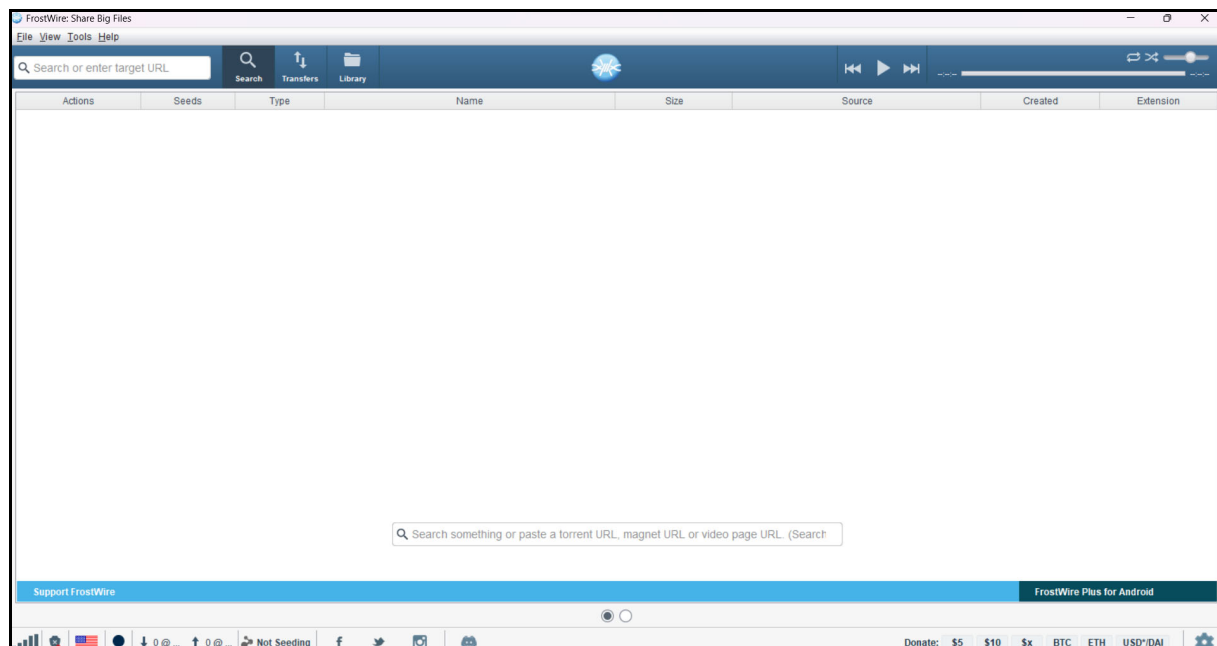 FrostWire: Share Big Files
File View Tools Help
Search or enter target URL
Search Transfers Library
--:--:-- --:--:--
Actions Seeds Type Name Size Source Created Extension
Search something or paste a torrent URL, magnet URL or video page URL. (Search
Support FrostWire FrostWire Plus for Android
0 @ ... 0 @ ... Not Seeding Donate: $5 $10 $x BTC ETH USD*/DAI